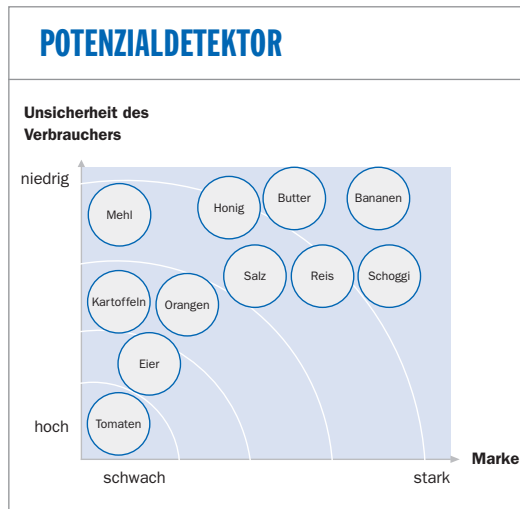 POTENZIALDETEKTOR
Unsicherheit des
Verbrauchers
niedrig
Mehl
Honig
Butter
Bananen
Kartoffeln
Orangen
Salz
Reis
Schoggi
Eier
Tomaten
hoch
schwach
stark
Marke